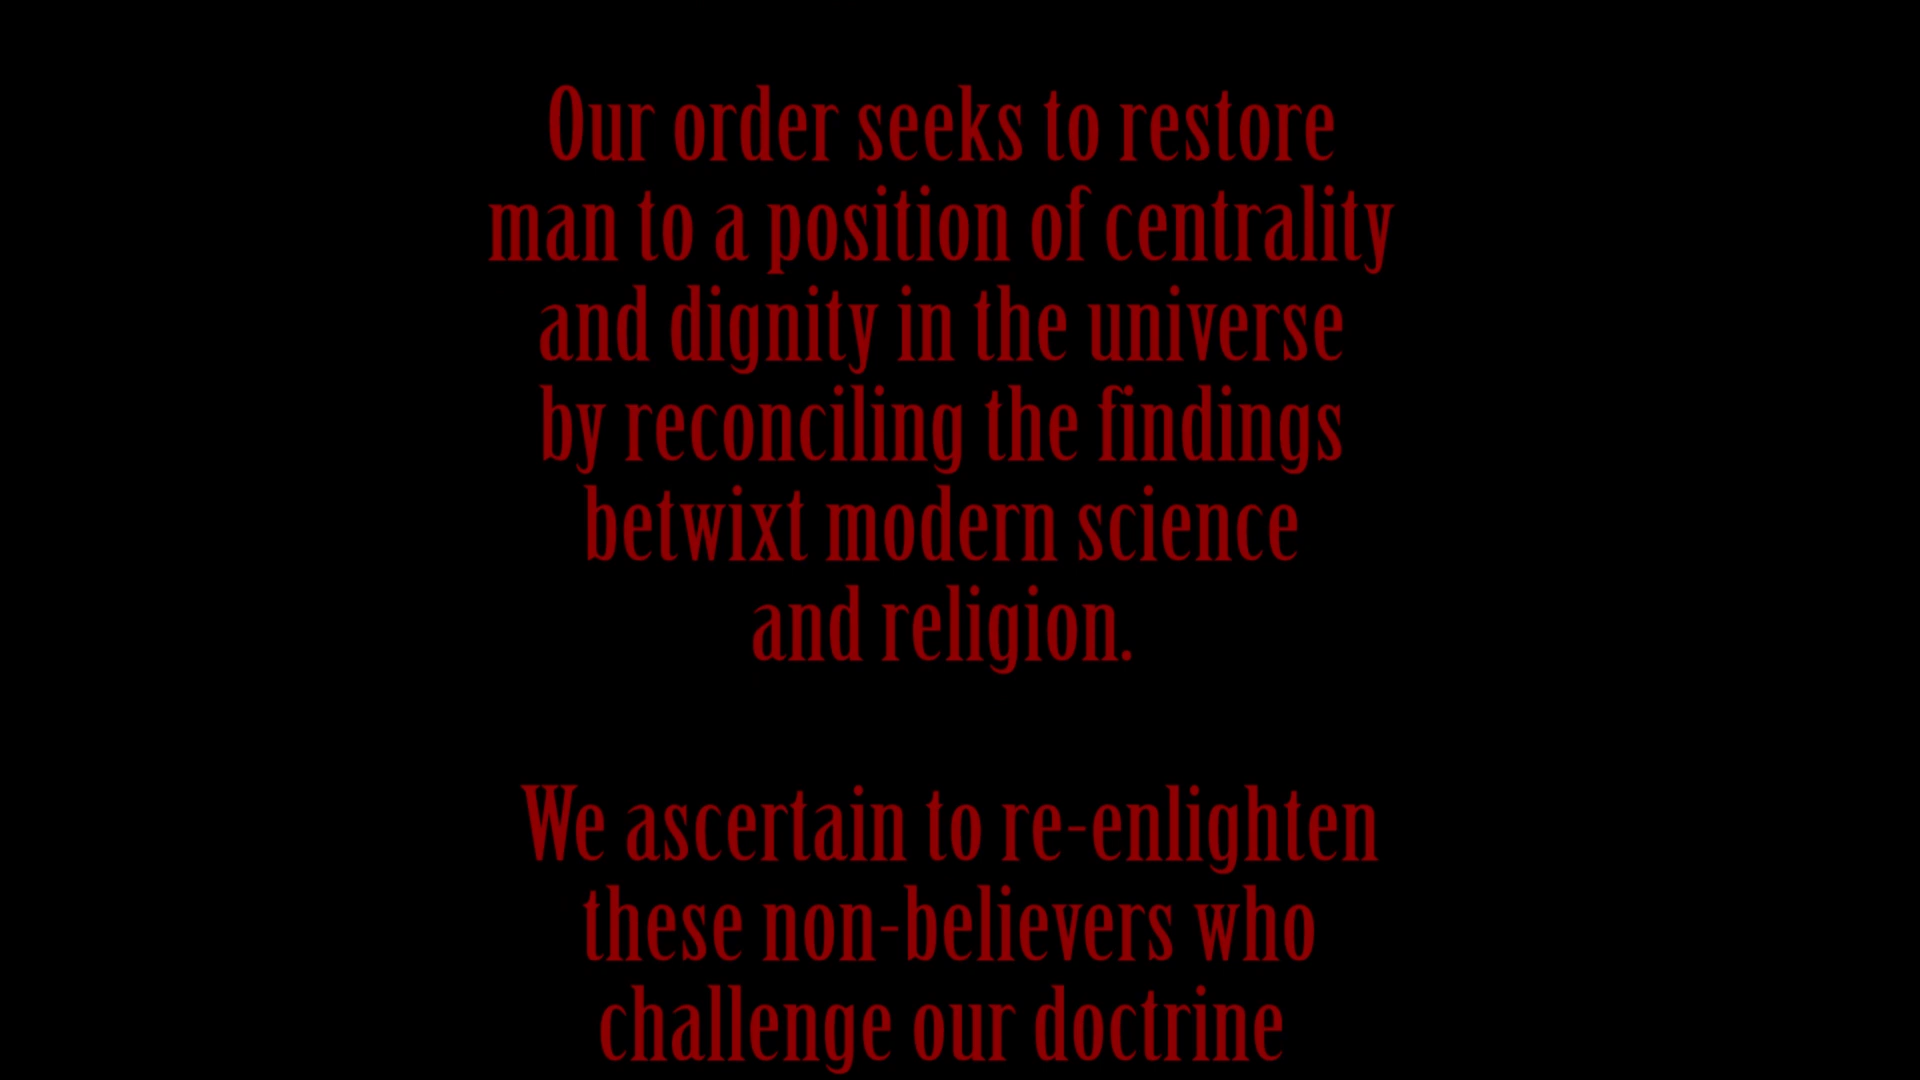 Our order seeks to restore
man to a position of centrality
and dignity in the universe
by reconciling the findings
betwixt modern science
and religion.
We ascertain to re-enlighten
these non-believers who
challenge our doctrine